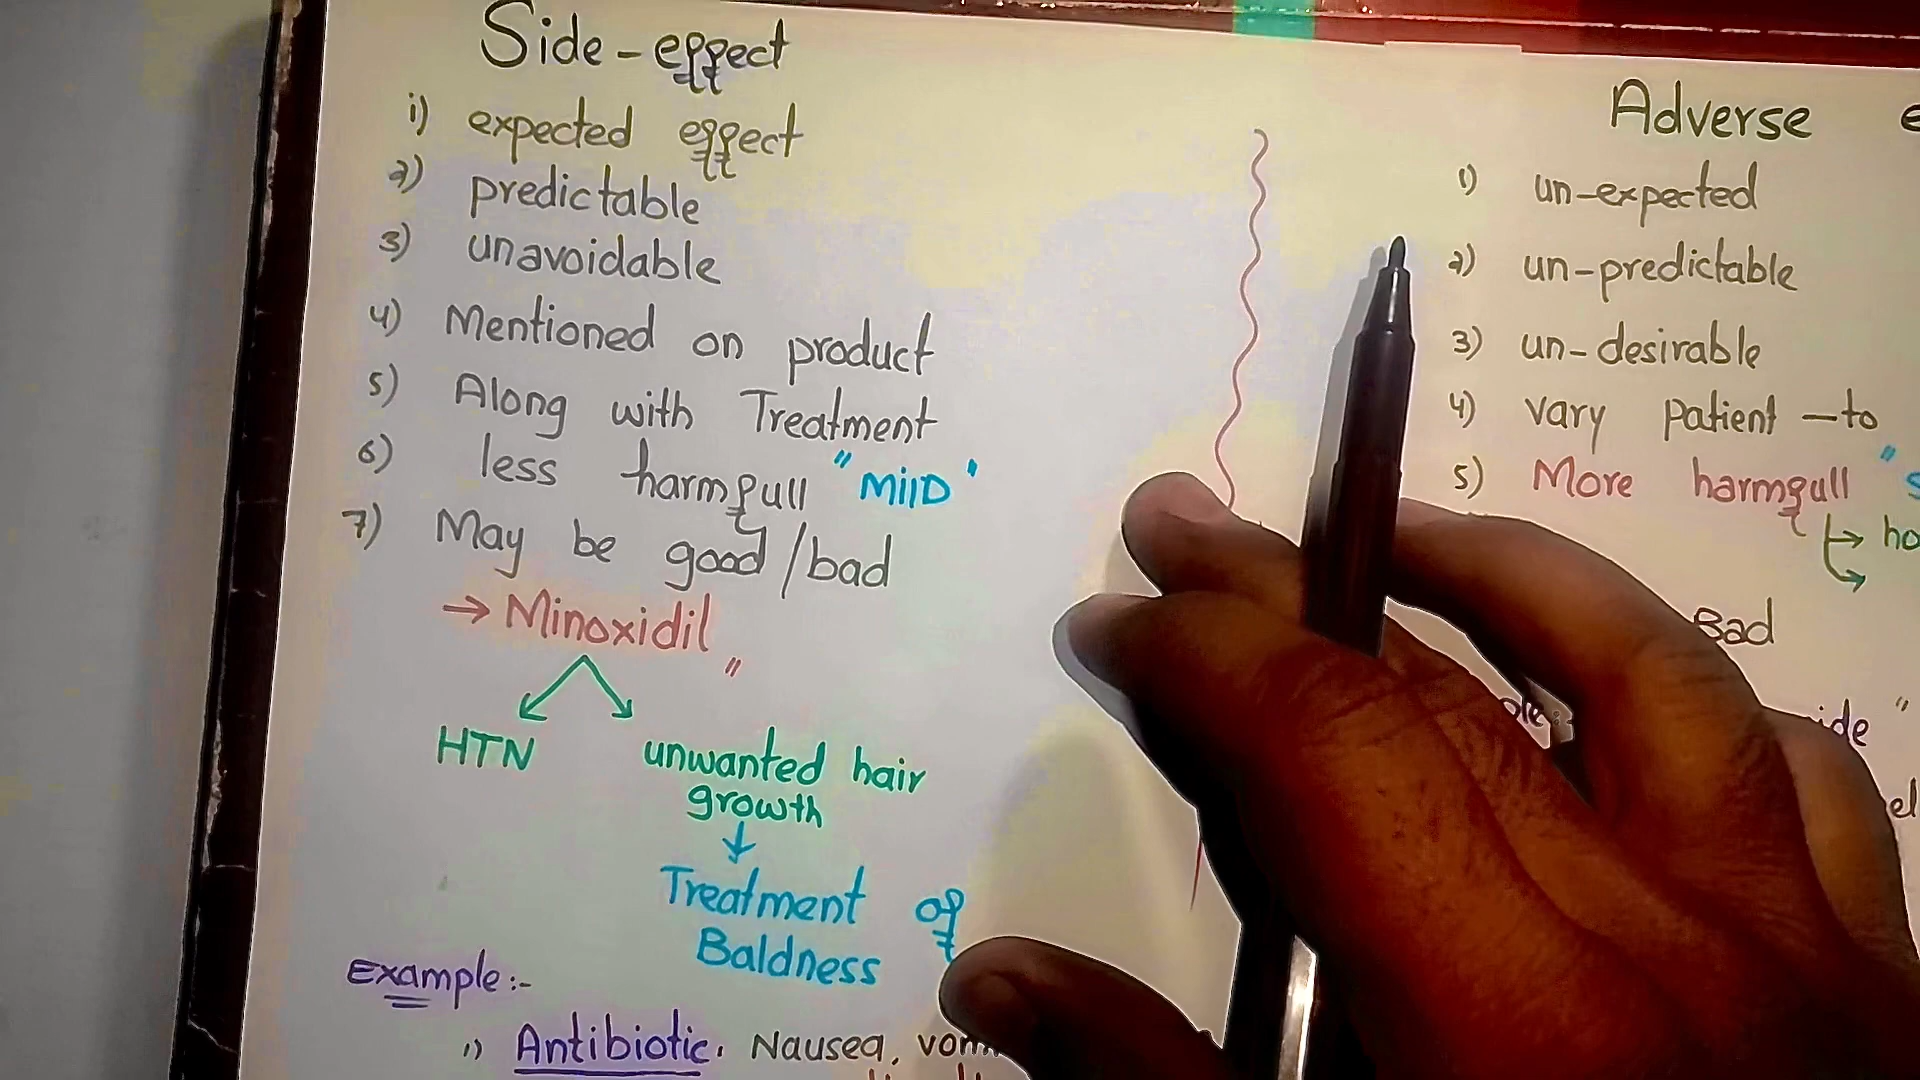 Side-effect
1) expected effect
2) predictable
3) unavoidable
4) Mentioned on product
5) Along with Treatment
6) less harmfull "MilD"
7) May be good/bad
→ Minoxidil "
HTN
unwanted hair
growth
↓
Treatment of
Baldness
Example:-
1) Antibiotic. Nausea,
Adverse
1) un-expected
2) un-predictable
3) un-desirable
4) vary patient -to
5) More harmfull "
Bad